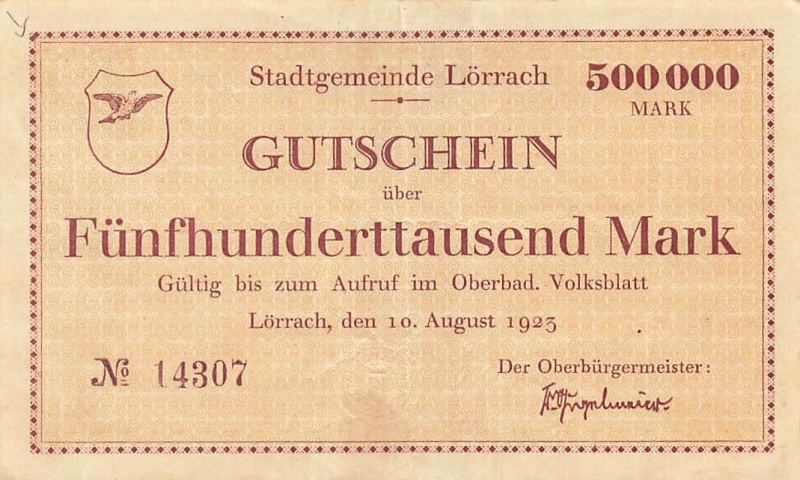 Stadtgemeinde Lörrach
500000
MARK
GUTSCHEIN
über
Fünfhunderttausend Mark
Gültig bis zum Aufruf im Oberbad. Volksblatt
Lörrach, den 10. August 1923
№ 14307
Der Oberbürgermeister: